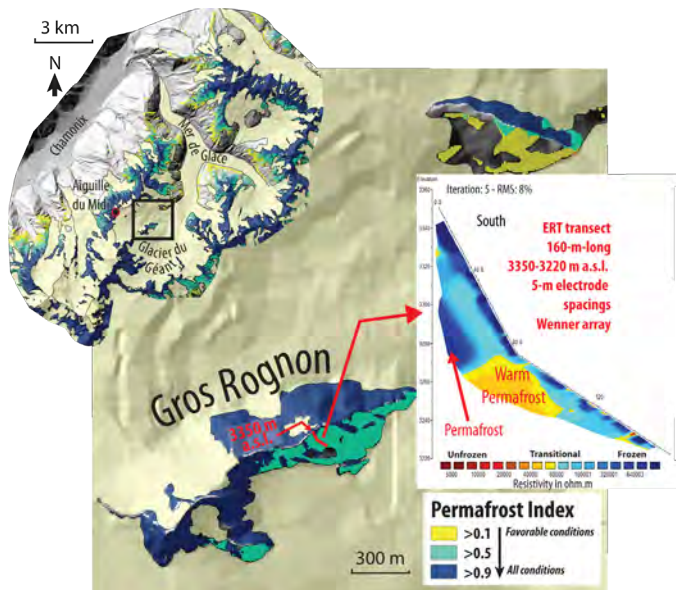 3 km
N
Chamonix
Mer de Glace
Aiguille
du Midi
Glacier du
Géant
Iteration: 5 - RMS: 8%
South
ERT transect
160-m-long
3350-3220 m a.s.l.
5-m electrode
spacings
Wenner array
Gros Rognon
3350 m
a.s.l.
Warm
Permafrost
Permafrost
Unfrozen Transitional Frozen
Resistivity in ohm.m
Permafrost Index
>0.1 Favorable conditions
>0.5
>0.9 All conditions
300 m